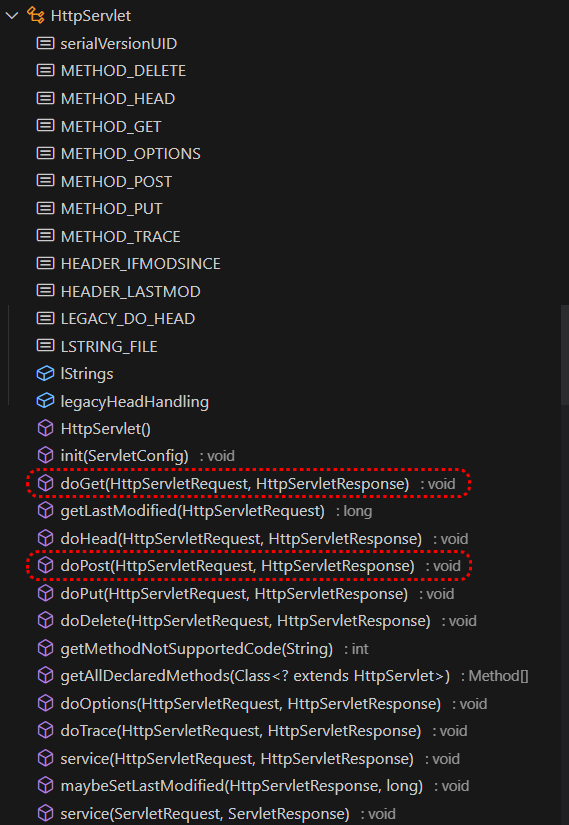 HttpServlet
serialVersionUID
METHOD_DELETE
METHOD_HEAD
METHOD_GET
METHOD_OPTIONS
METHOD_POST
METHOD_PUT
METHOD_TRACE
HEADER_IFMODSINCE
HEADER_LASTMOD
LEGACY_DO_HEAD
LSTRING_FILE
lStrings
legacyHeadHandling
HttpServlet()
init(ServletConfig) : void
doGet(HttpServletRequest, HttpServletResponse) : void
getLastModified(HttpServletRequest) : long
doHead(HttpServletRequest, HttpServletResponse) : void
doPost(HttpServletRequest, HttpServletResponse) : void
doPut(HttpServletRequest, HttpServletResponse) : void
doDelete(HttpServletRequest, HttpServletResponse) : void
getMethodNotSupportedCode(String) : int
getAllDeclaredMethods(Class<? extends HttpServlet>) : Method[]
doOptions(HttpServletRequest, HttpServletResponse) : void
doTrace(HttpServletRequest, HttpServletResponse) : void
service(HttpServletRequest, HttpServletResponse) : void
maybeSetLastModified(HttpServletResponse, long) : void
service(ServletRequest, ServletResponse) : void